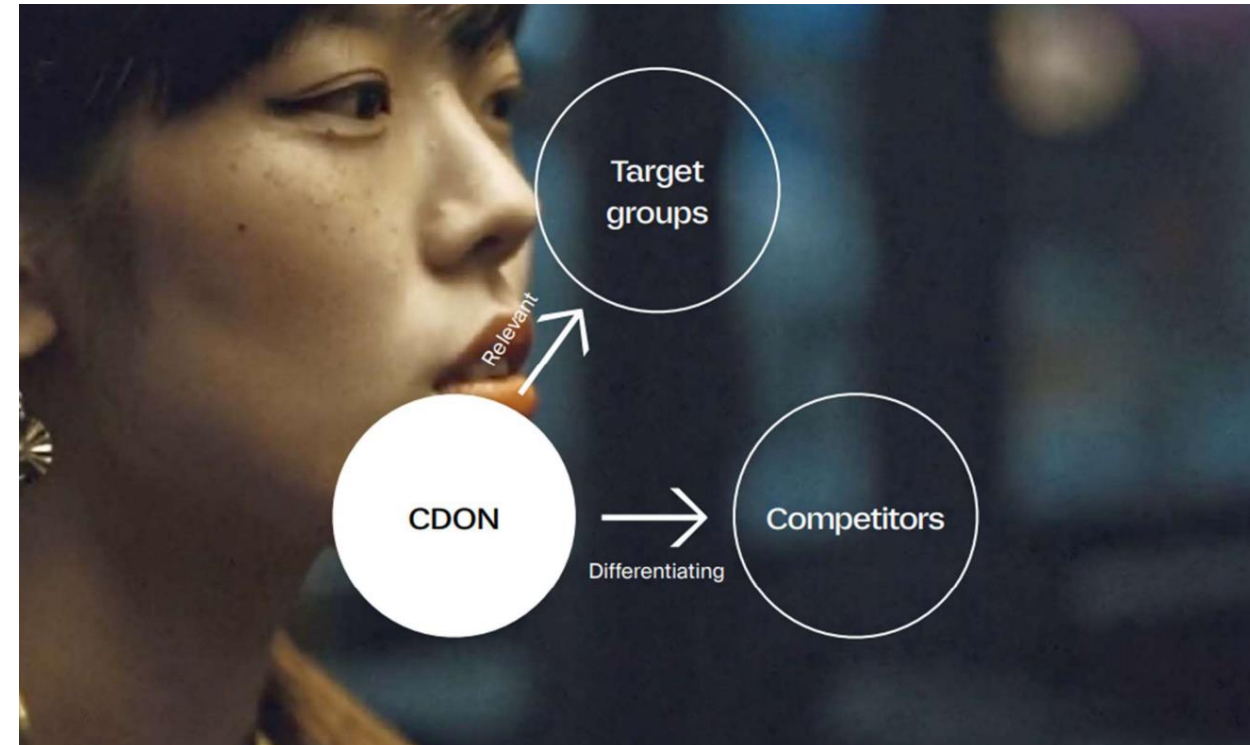 Target
groups
Relevant
CDON
Competitors
Differentiating